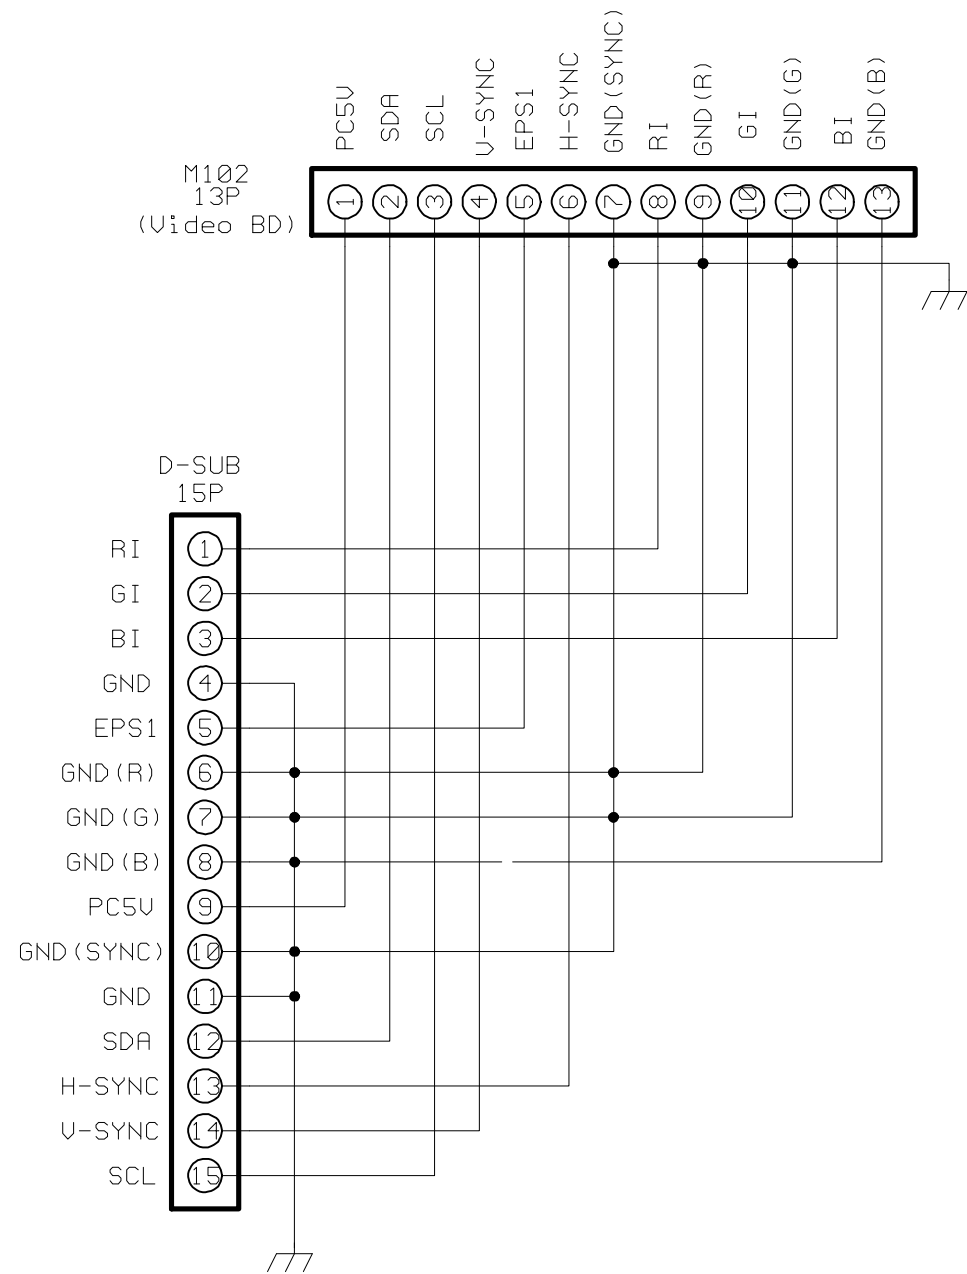 PC5V
SDA
SCL
V-SYNC
EPS1
H-SYNC
GND(SYNC)
RI
GND(R)
GI
GND(G)
BI
GND(B)
M102
13P
(Video BD)
1 2 3 4 5 6 7 8 9 10 11 12 13
D-SUB
15P
RI 1
GI 2
BI 3
GND 4
EPS1 5
GND(R) 6
GND(G) 7
GND(B) 8
PC5V 9
GND(SYNC) 10
GND 11
SDA 12
H-SYNC 13
V-SYNC 14
SCL 15